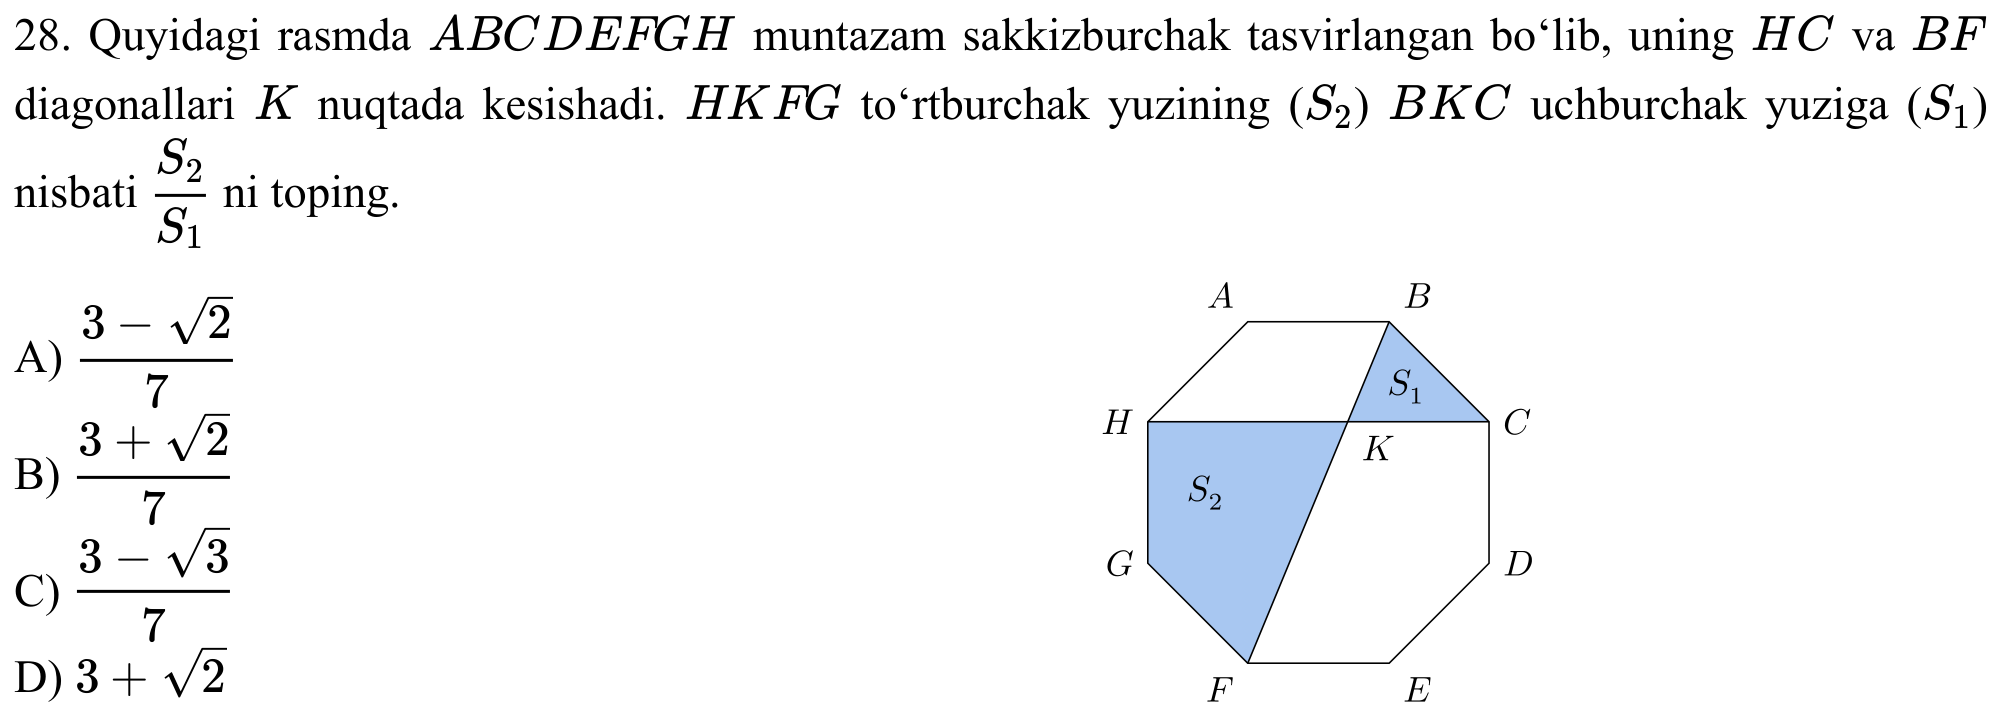 28. Quyidagi rasmda ABCDEFGH muntazam sakkizburchak tasvirlangan bo‘lib, uning HC va BF
diagonallari K nuqtada kesishadi. HKFG to‘rtburchak yuzining (S₂) BKC uchburchak yuziga (S₁)
nisbati S₂/S₁ ni toping.
A) (3 − √2)/7
B) (3 + √2)/7
C) (3 − √3)/7
D) 3 + √2
A B
S₁
H C
K
S₂
G D
F E